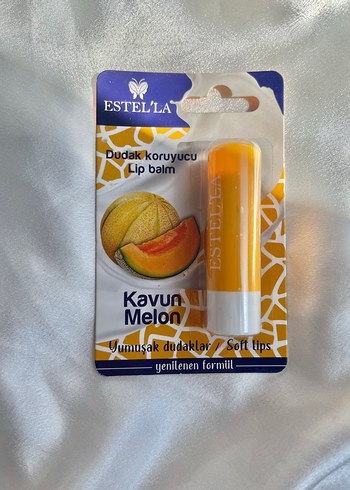 ESTEL'LA
Dudak koruyucu
Lip balm
ESTEL'LA
Kavun
Melon
Yumuşak dudaklar / Soft lips
yenilenen formül